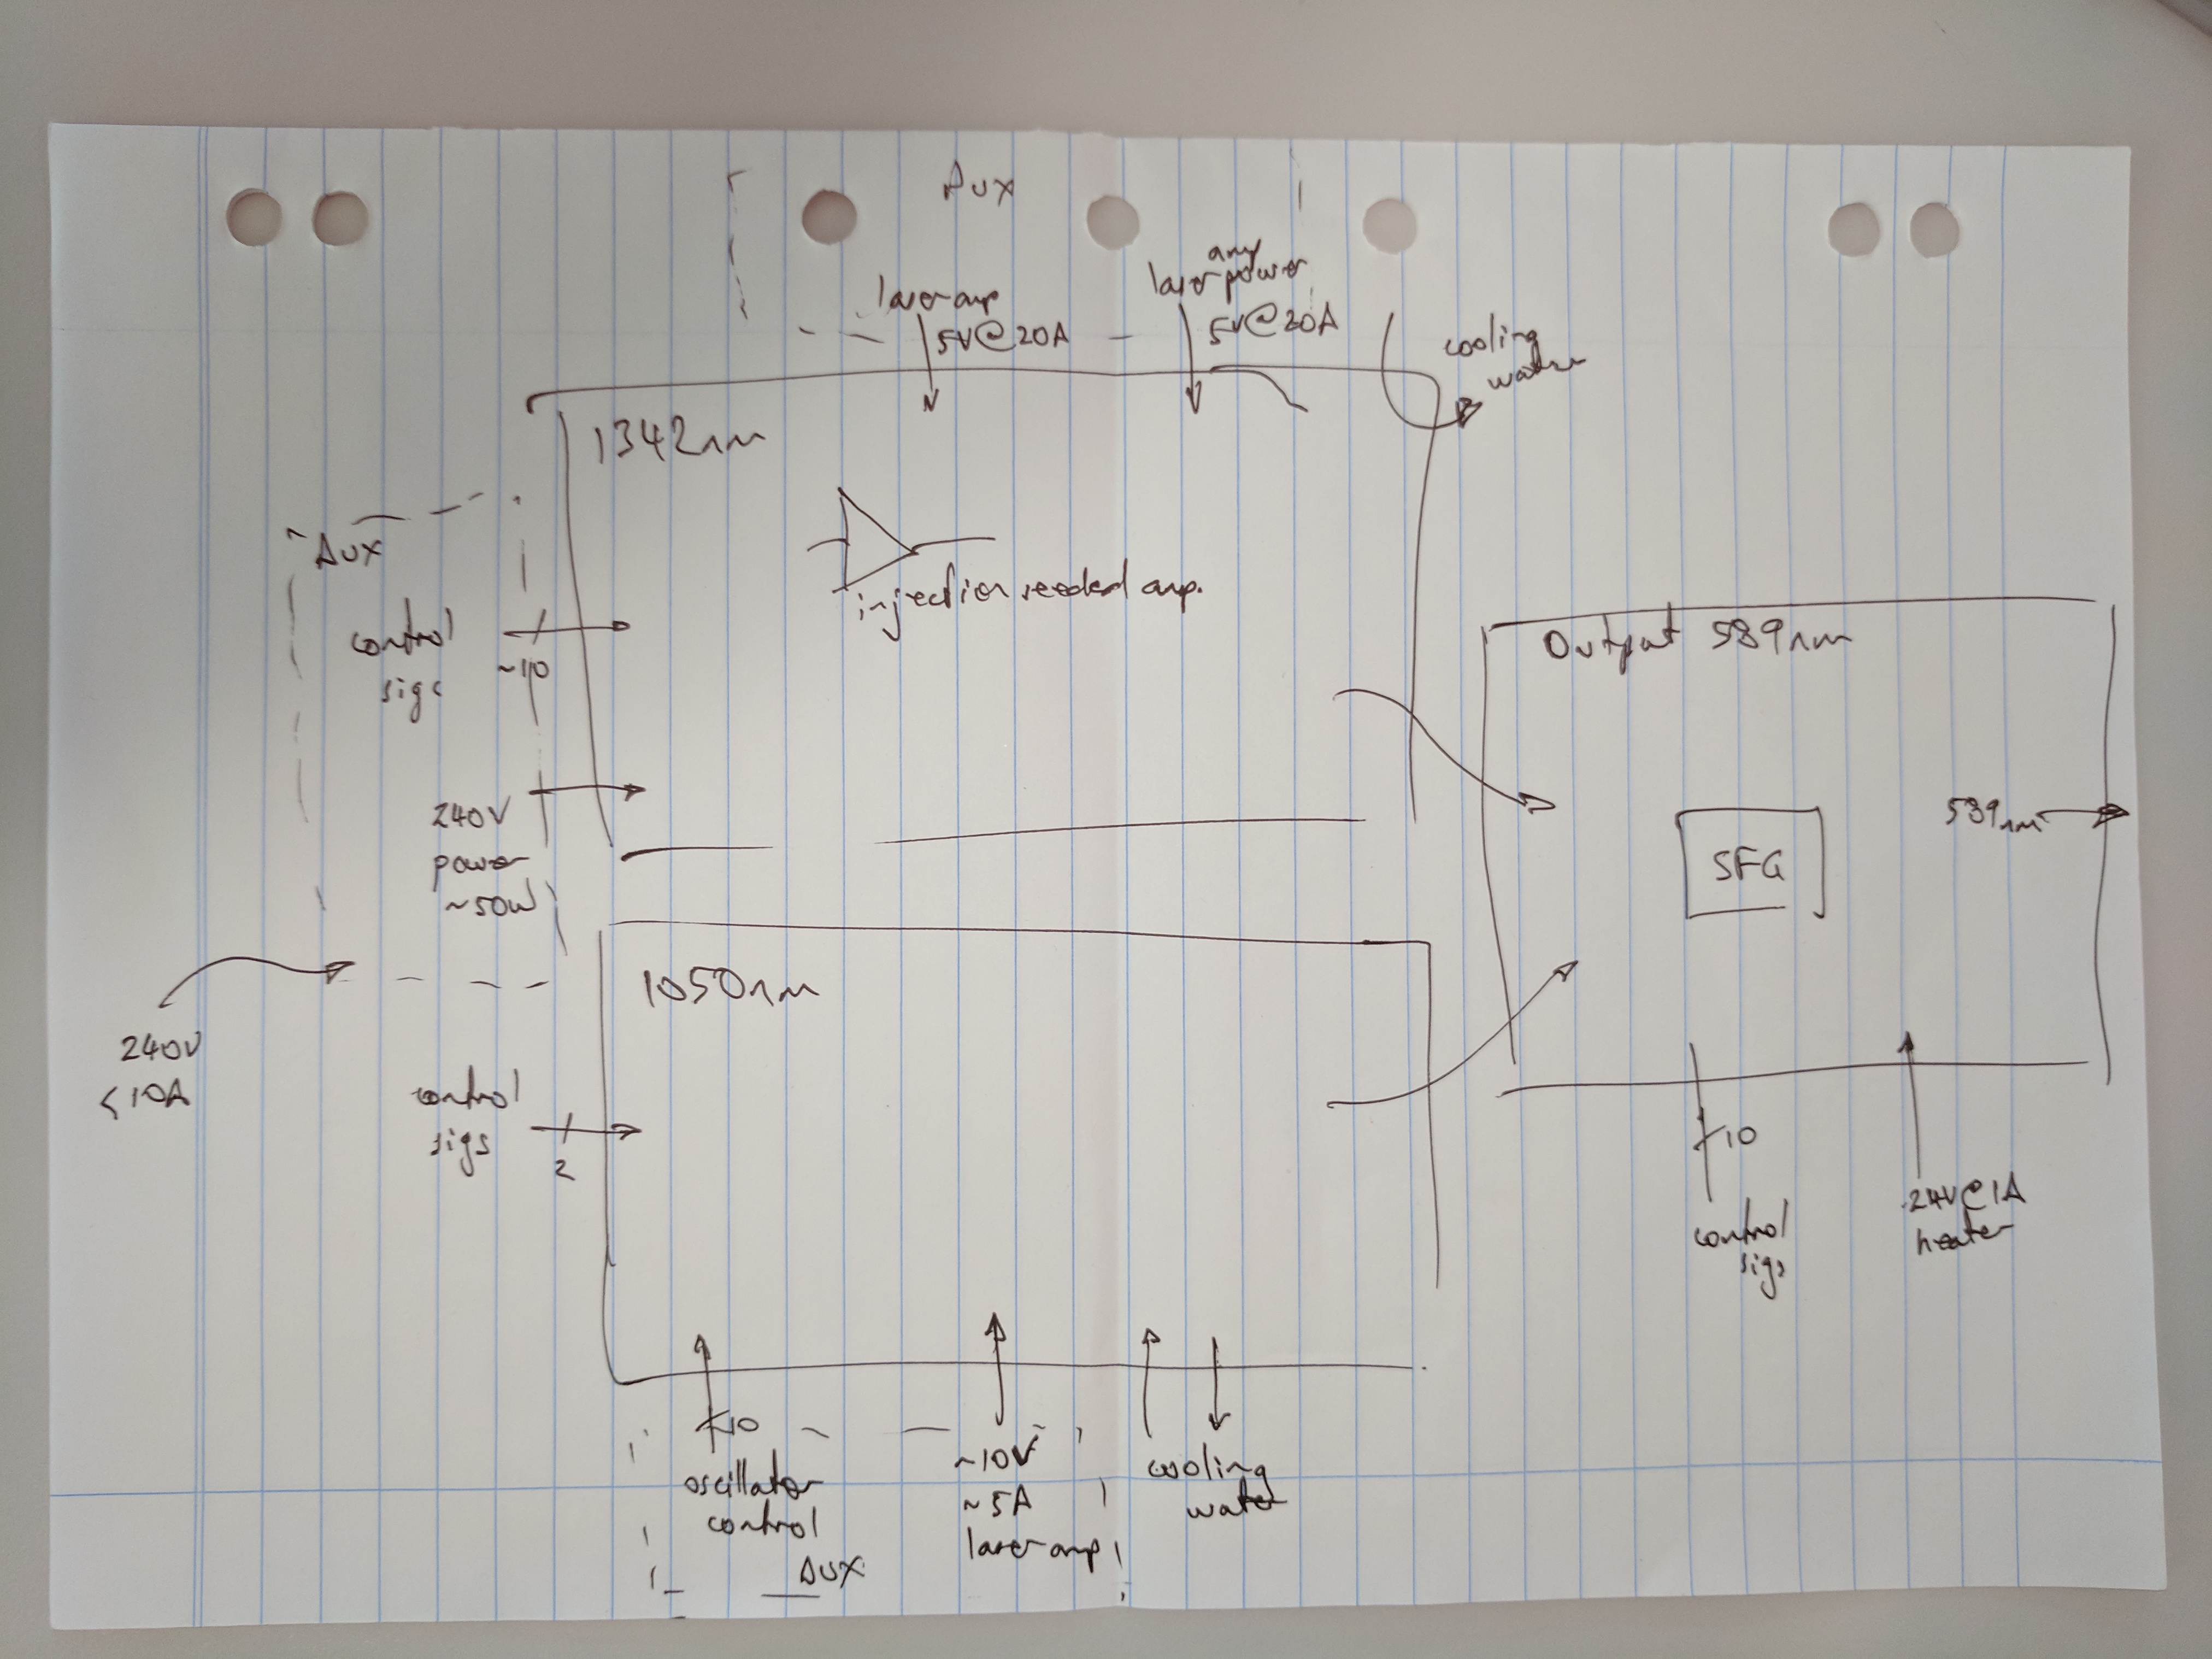 Aux
laser amp
5V@20A
amp
laser power
5V@20A
cooling
water
1342nm
injection seeded amp.
Aux
control
sigs
~10
240V
power
~50W
240V
<10A
Output 589nm
SFG
589nm
1050nm
control
sigs
2
10
control
sigs
24V@1A
heater
10
oscillator
control
Aux
~10V
~5A
laser amp
cooling
water